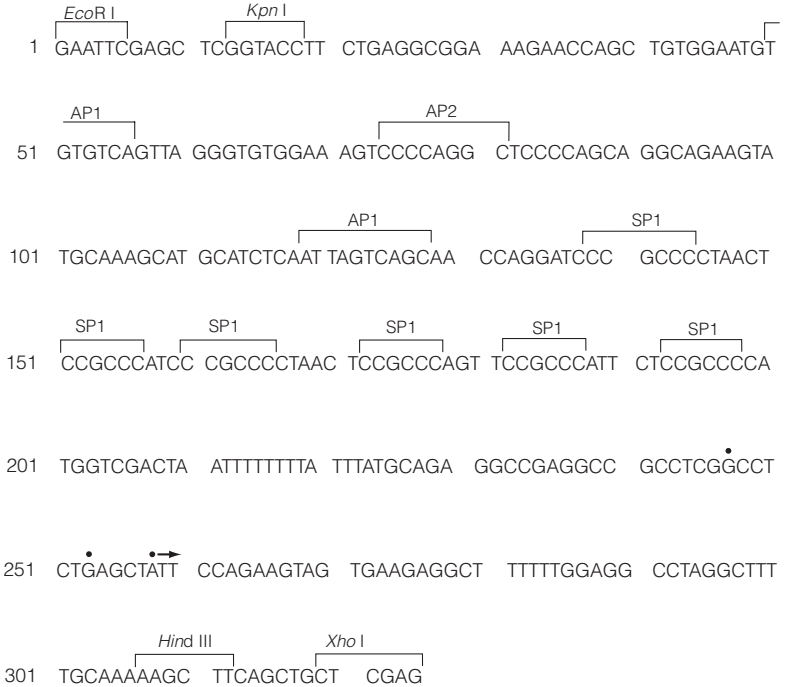 EcoR I Kpn I
1 GAATTCGAGC TCGGTACCTT CTGAGGCGGA AAGAACCAGC TGTGGAATGT
AP1 AP2
51 GTGTCAGTTA GGGTGTGGAA AGTCCCCAGG CTCCCCAGCA GGCAGAAGTA
AP1 SP1
101 TGCAAAGCAT GCATCTCAAT TAGTCAGCAA CCAGGATCCC GCCCCTAACT
SP1 SP1 SP1 SP1 SP1
151 CCGCCCATCC CGCCCCTAAC TCCGCCCAGTT TCCGCCCATT CTCCGCCCCA
201 TGGTCGACTA ATTTTTTTTA TTTATGCAGA GGCCGAGGCC GCCTCGGCCT
251 CTGAGCTATT CCAGAAGTAG TGAAGAGGCT TTTTTGGAGG CCTAGGCTTT
Hind III Xho I
301 TGCAAAAAGC TTCAGCTGCT CGAG